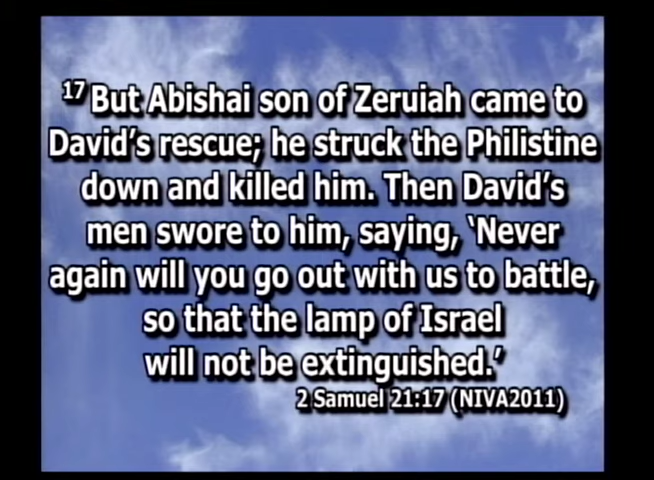 17 But Abishai son of Zeruiah came to
David's rescue; he struck the Philistine
down and killed him. Then David's
men swore to him, saying, ‘Never
again will you go out with us to battle,
so that the lamp of Israel
will not be extinguished.’
2 Samuel 21:17 (NIVA2011)